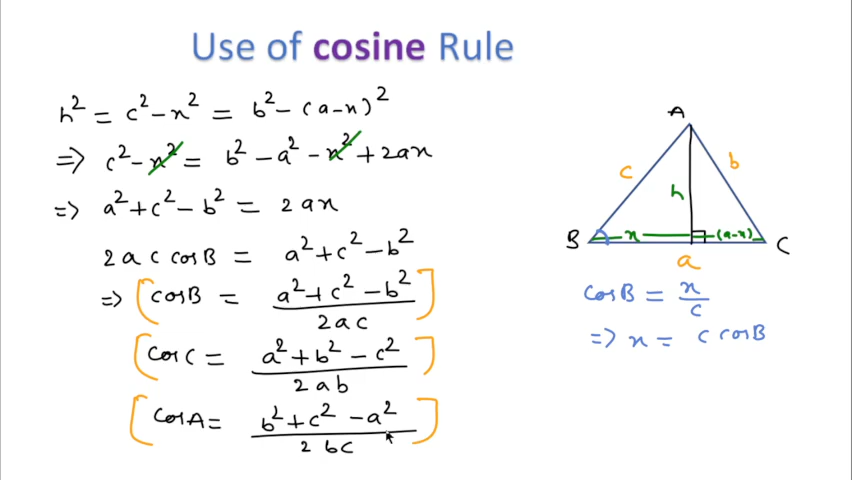 Use of cosine Rule
h² = c² - x² = b² - (a-x)²
=> c² - x² = b² - a² - x² + 2ax
=> a² + c² - b² = 2ax
2ac cosB = a² + c² - b²
=> cosB = a² + c² - b² / 2ac
cosC = a² + b² - c² / 2ab
cosA = b² + c² - a² / 2bc
A
c
b
h
B
x
(a-x)
C
a
cosB = x/c
=> x = c cosB